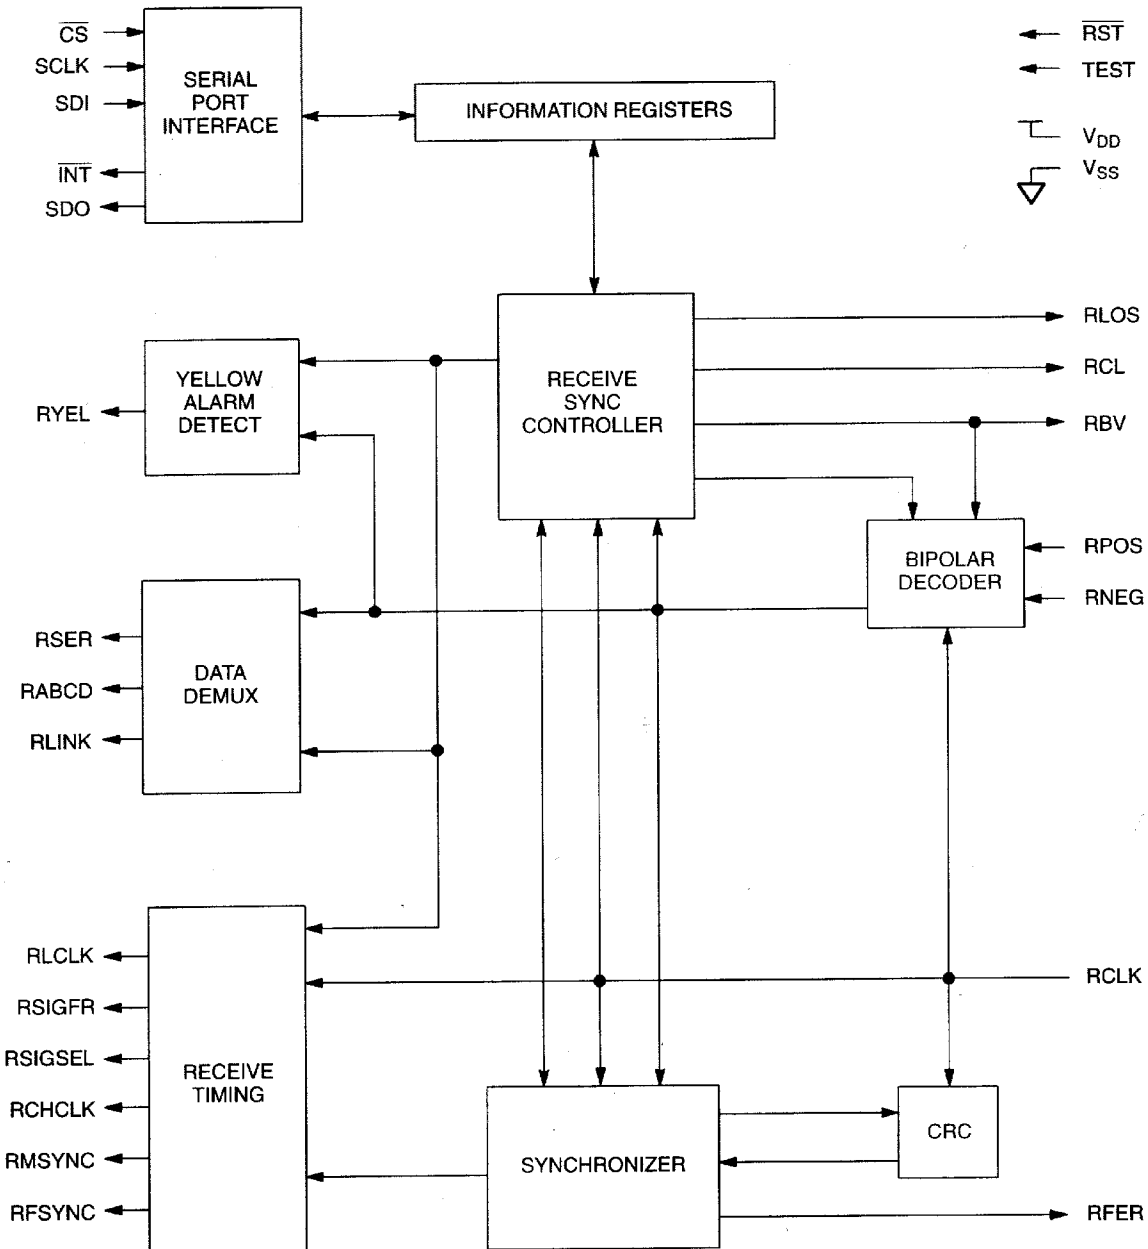 CS
SCLK
SDI
INT
SDO
SERIAL
PORT
INTERFACE
INFORMATION REGISTERS
RST
TEST
VDD
VSS
RYEL
YELLOW
ALARM
DETECT
RECEIVE
SYNC
CONTROLLER
RLOS
RCL
RBV
BIPOLAR
DECODER
RPOS
RNEG
RSER
RABCD
RLINK
DATA
DEMUX
RLCLK
RSIGFR
RSIGSEL
RCHCLK
RMSYNC
RFSYNC
RECEIVE
TIMING
RCLK
SYNCHRONIZER
CRC
RFER